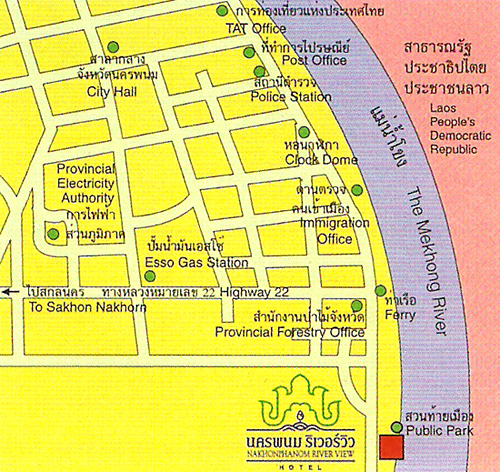 การท่องเที่ยวแห่งประเทศไทย
TAT Office
ที่ทำการไปรษณีย์
Post Office
สถานีตำรวจ
Police Station
ศาลากลาง
จังหวัดนครพนม
City Hall
สาธารณรัฐ
ประชาธิปไตย
ประชาชนลาว
Laos
People's
Democratic
Republic
แม่น้ำโขง
The Mekhong River
หอนาฬิกา
Clock Dome
Provincial
Electricity
Authority
การไฟฟ้า
ส่วนภูมิภาค
ด่านตรวจ
คนเข้าเมือง
Immigration
Office
ปั๊มน้ำมันเอสโซ่
Esso Gas Station
ไปสกลนคร
To Sakhon Nakhorn
ทางหลวงหมายเลข 22 Highway 22
ท่าเรือ
Ferry
สำนักงานป่าไม้จังหวัด
Provincial Forestry Office
สวนท้ายเมือง
Public Park
นครพนม ริเวอร์วิว
NAKHONPHANOM RIVER VIEW
HOTEL